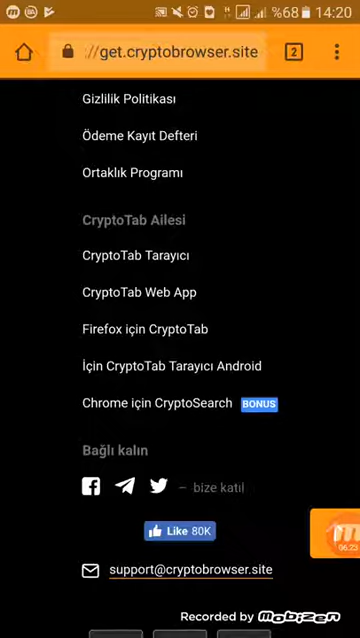 %68 14:20
://get.cryptobrowser.site 2
Gizlilik Politikası
Ödeme Kayıt Defteri
Ortaklık Programı
CryptoTab Ailesi
CryptoTab Tarayıcı
CryptoTab Web App
Firefox için CryptoTab
İçin CryptoTab Tarayıcı Android
Chrome için CryptoSearch BONUS
Bağlı kalın
– bize katıl
Like 80K
06:23
support@cryptobrowser.site
Recorded by Mobizen